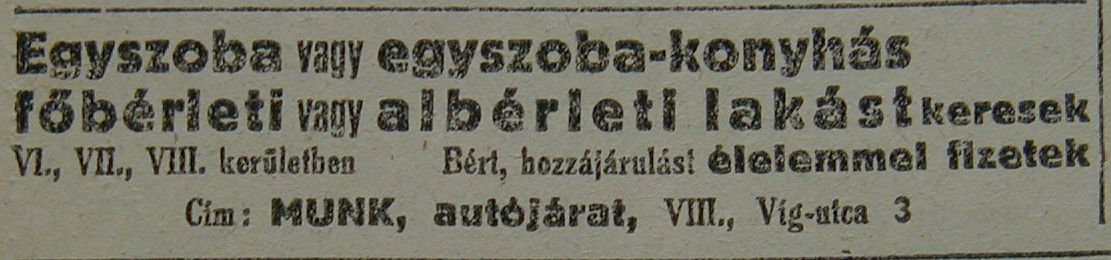 Egyszoba vagy egyszoba-konyhás
főbérleti vagy albérleti lakást keresek
VI., VII., VIII. kerületben Bért, hozzájárulást élelemmel fizetek
Cím: MUNK, autójárat, VIII., Víg-utca 3